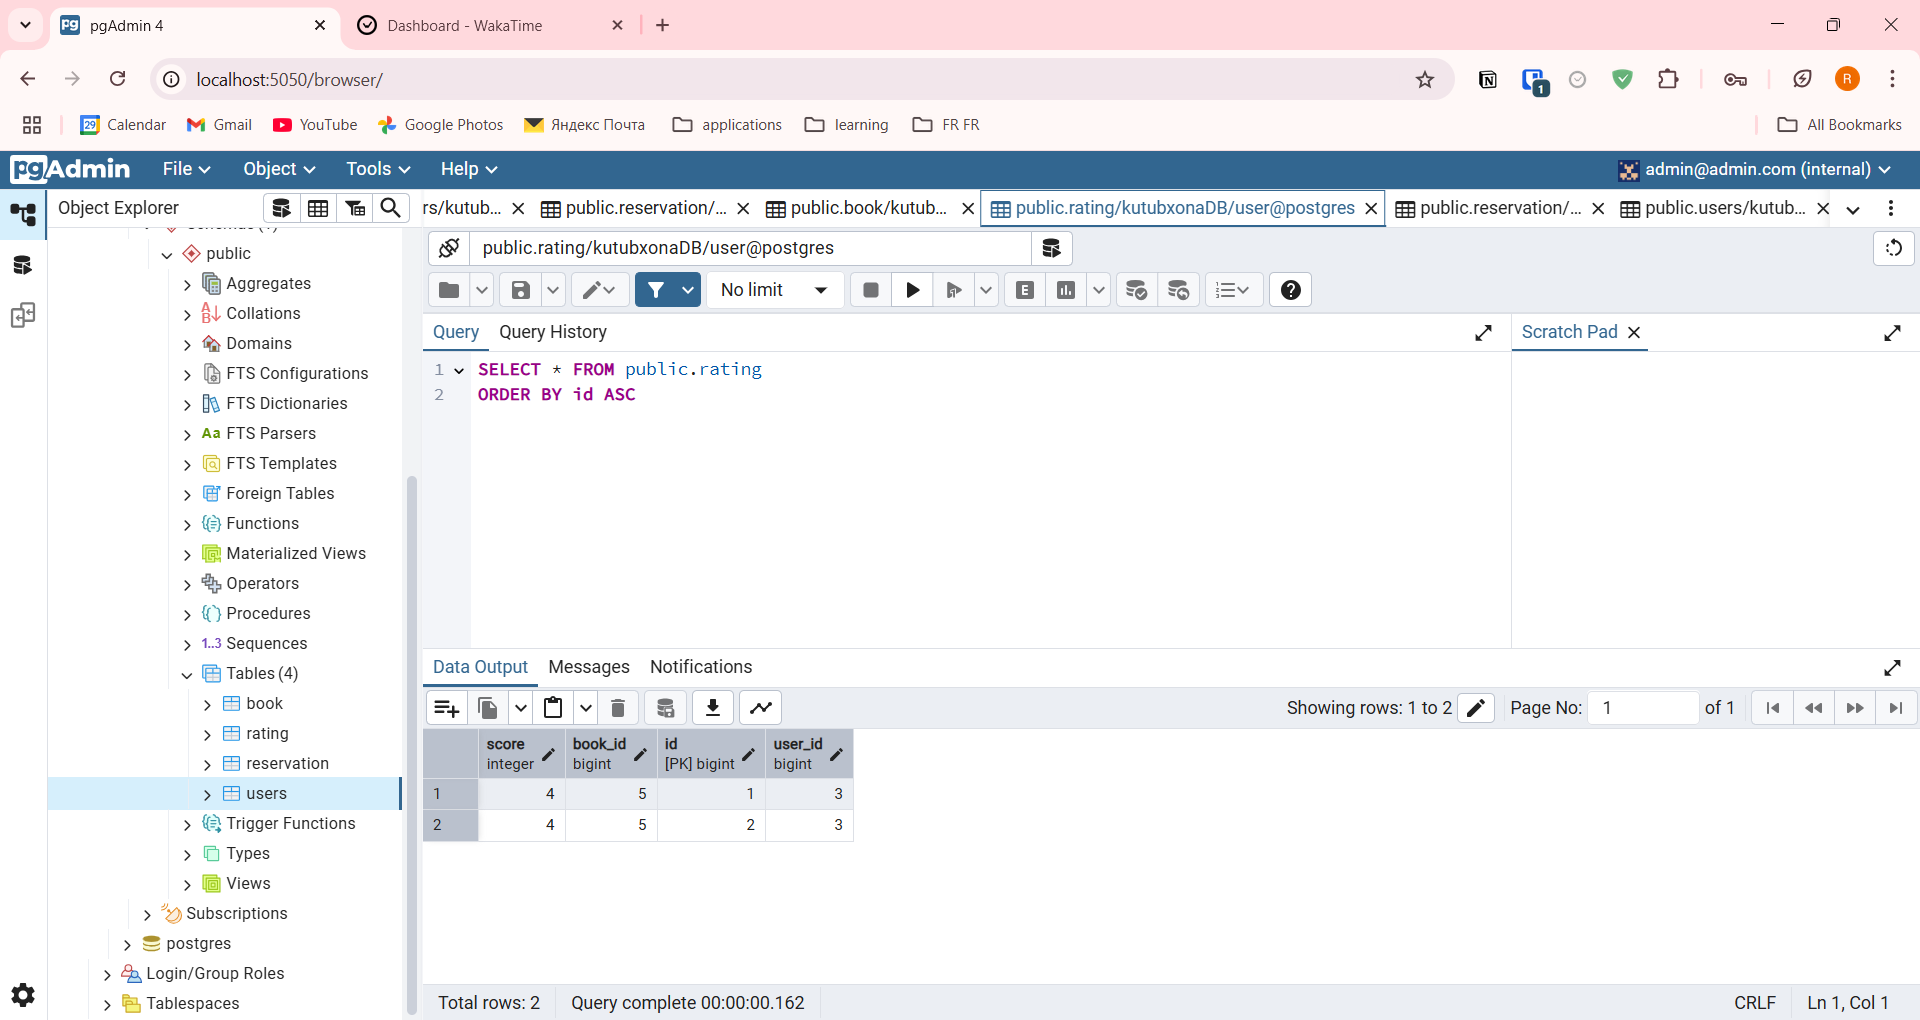 pgAdmin 4
Dashboard - WakaTime
localhost:5050/browser/
1
R
29 Calendar
Gmail
YouTube
Google Photos
Яндекс Почта
applications
learning
FR FR
All Bookmarks
pgAdmin
File
Object
Tools
Help
admin@admin.com (internal)
Object Explorer
rs/kutub...
public.reservation/...
public.book/kutub...
public.rating/kutubxonaDB/user@postgres
public.reservation/...
public.users/kutub...
public.rating/kutubxonaDB/user@postgres
No limit
E
Query
Query History
Scratch Pad
1 SELECT * FROM public.rating
2 ORDER BY id ASC
public
Aggregates
Collations
Domains
FTS Configurations
FTS Dictionaries
Aa FTS Parsers
FTS Templates
Foreign Tables
Functions
Materialized Views
Operators
Procedures
1..3 Sequences
Tables (4)
book
rating
reservation
users
Trigger Functions
Types
Views
Subscriptions
postgres
Login/Group Roles
Tablespaces
Data Output
Messages
Notifications
Showing rows: 1 to 2
Page No: 1 of 1
score book_id id user_id
integer bigint [PK] bigint bigint
1 4 5 1 3
2 4 5 2 3
Total rows: 2
Query complete 00:00:00.162
CRLF
Ln 1, Col 1